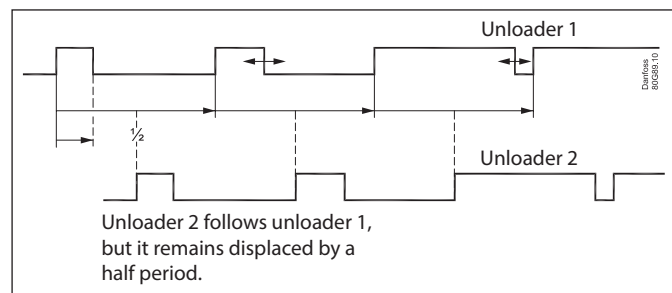 Unloader 1
Danfoss
80G89.10
½
Unloader 2
Unloader 2 follows unloader 1,
but it remains displaced by a
half period.